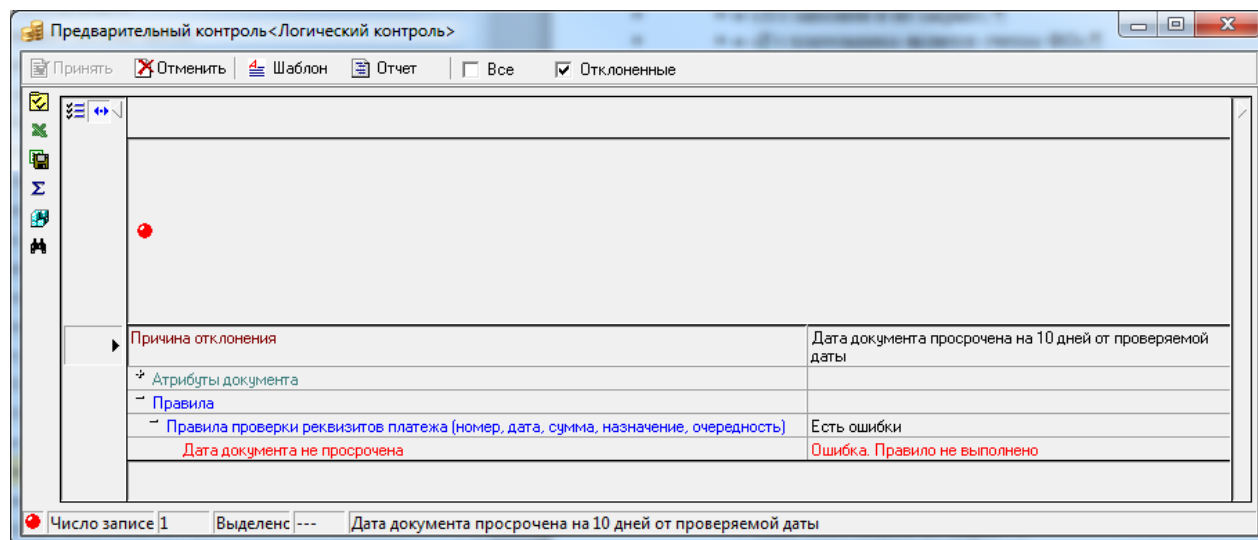 Предварительный контроль<Логический контроль>
Принять Отменить Шаблон Отчет Все Отклоненные
Причина отклонения Дата документа просрочена на 10 дней от проверяемой
даты
Атрибуты документа
Правила
Правила проверки реквизитов платежа (номер, дата, сумма, назначение, очередность) Есть ошибки
Дата документа не просрочена Ошибка. Правило не выполнено
Число записе 1 Выделенс --- Дата документа просрочена на 10 дней от проверяемой даты